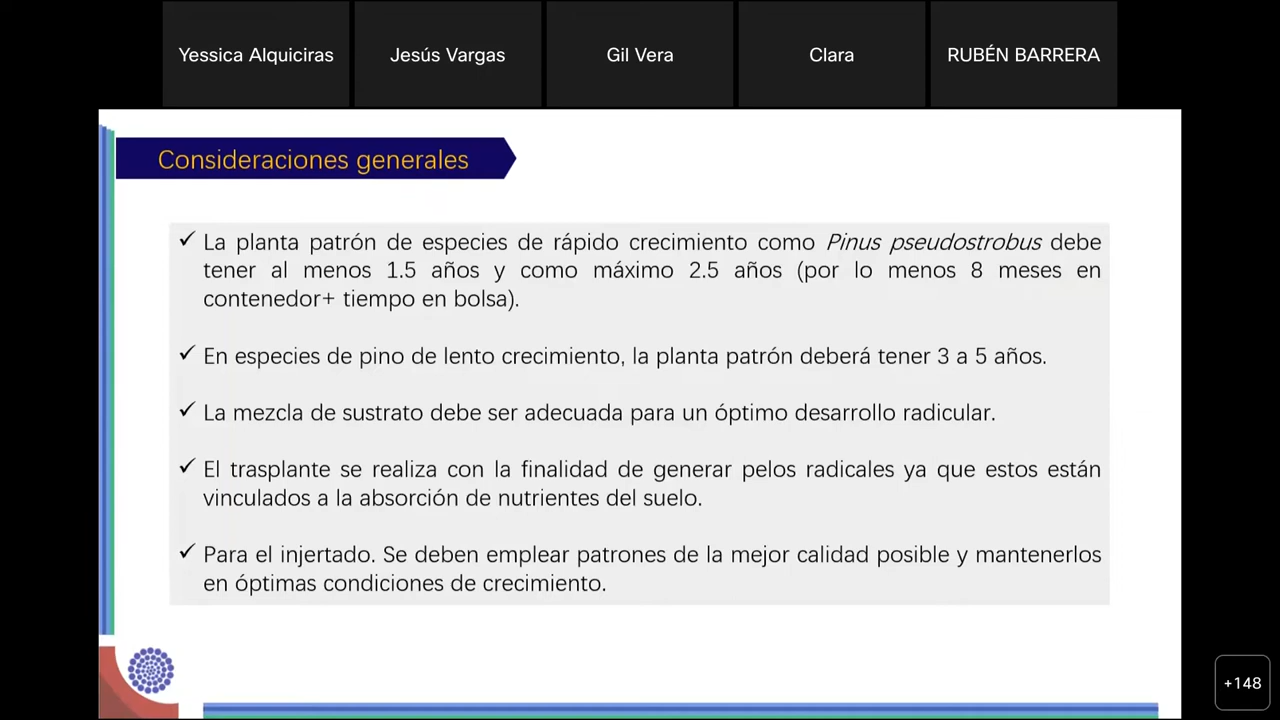 Yessica Alquiciras
Jesús Vargas
Gil Vera
Clara
RUBÉN BARRERA
Consideraciones generales
✓ La planta patrón de especies de rápido crecimiento como Pinus pseudostrobus debe
tener al menos 1.5 años y como máximo 2.5 años (por lo menos 8 meses en
contenedor+ tiempo en bolsa).
✓ En especies de pino de lento crecimiento, la planta patrón deberá tener 3 a 5 años.
✓ La mezcla de sustrato debe ser adecuada para un óptimo desarrollo radicular.
✓ El trasplante se realiza con la finalidad de generar pelos radicales ya que estos están
vinculados a la absorción de nutrientes del suelo.
✓ Para el injertado. Se deben emplear patrones de la mejor calidad posible y mantenerlos
en óptimas condiciones de crecimiento.
+148